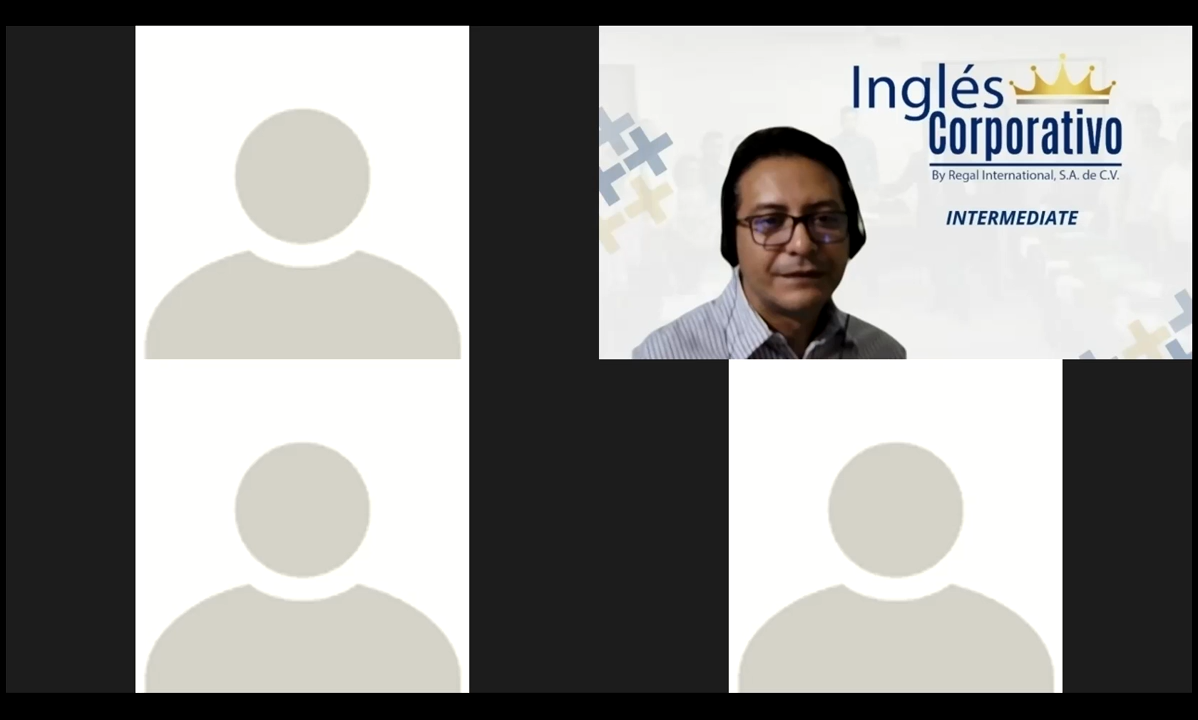 Inglés
Corporativo
By Regal International, S.A. de C.V.
INTERMEDIATE